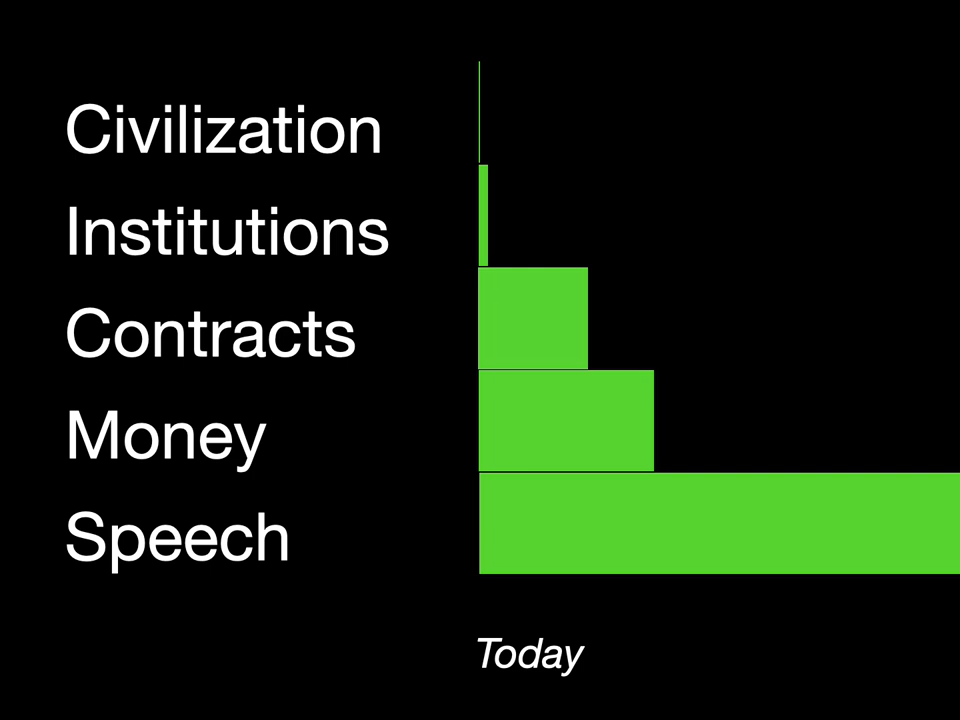 Civilization
Institutions
Contracts
Money
Speech
Today